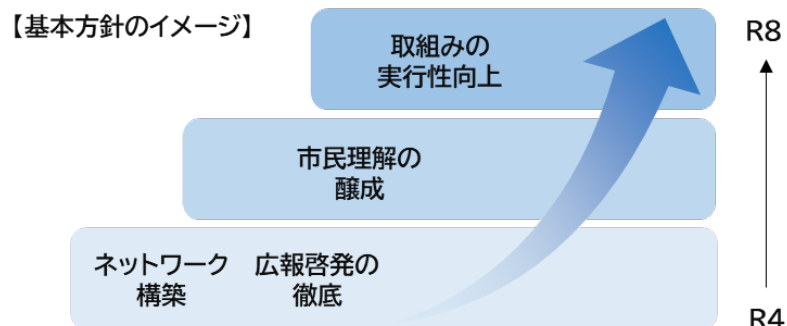 【基本方針のイメージ】
取組みの
実行性向上
R8
市民理解の
醸成
ネットワーク
構築
広報啓発の
徹底
R4